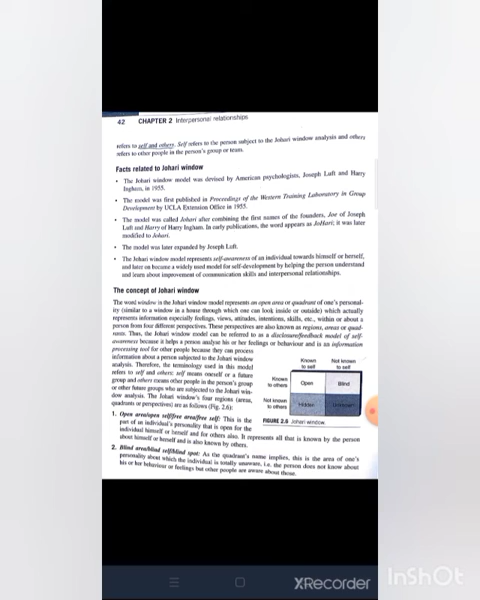 42 CHAPTER 2 Interpersonal relationships
refers to self and others. Self refers to the person subject to the Johari window analysis and others
refers to other people in the person's group or team.
Facts related to Johari window
• The Johari window model was devised by American psychologists, Joseph Luft and Harry
Ingham, in 1955.
• The model was first published in Proceedings of the Western Training Laboratory in Group
Development by UCLA Extension Office in 1955.
• The model was called Johari after combining the first names of the founders, Joe of Joseph
Luft and Harry of Harry Ingham. In early publications, the word appears as JoHari; it was later
modified to Johari.
• The model was later expanded by Joseph Luft.
• The Johari window model represents self-awareness of an individual towards himself or herself,
and later on became a widely used model for self-development by helping the person understand
and learn about improvement of communication skills and interpersonal relationships.
The concept of Johari window
The word window in the Johari window model represents an open area or quadrant of one's personal-
ity (similar to a window in a house through which one can look inside or outside) which actually
represents information especially feelings, views, attitudes, intentions, skills, etc., within or about a
person from four different perspectives. These perspectives are also known as regions, areas or quad-
rants. Thus, the Johari window model can be referred to as a disclosure/feedback model of self-
awareness because it helps a person analyse his or her feelings or behaviour and is an information
processing tool for other people because they can process
information about a person subjected to the Johari window
analysis. Therefore, the terminology used in this model
refers to self and others: self means oneself or a future
group and others means other people in the person's group
or other future groups who are subjected to the Johari win-
dow analysis. The Johari window's four regions (areas,
quadrants or perspectives) are as follows (Fig. 2.6):
Known to self
Not known to self
Known to others
Open
Blind
Not known to others
Hidden
Unknown
FIGURE 2.6 Johari window.
1. Open area/open self/free area/free self: This is the
part of an individual's personality that is open for the
individual himself or herself and for others also. It represents all that is known by the person
about himself or herself and is also known by others.
2. Blind area/blind self/blind spot: As the quadrant's name implies, this is the area of one's
personality about which the individual is totally unaware, i.e. the person does not know about
his or her behaviour or feelings but other people are aware about those.
XRecorder
InShOt